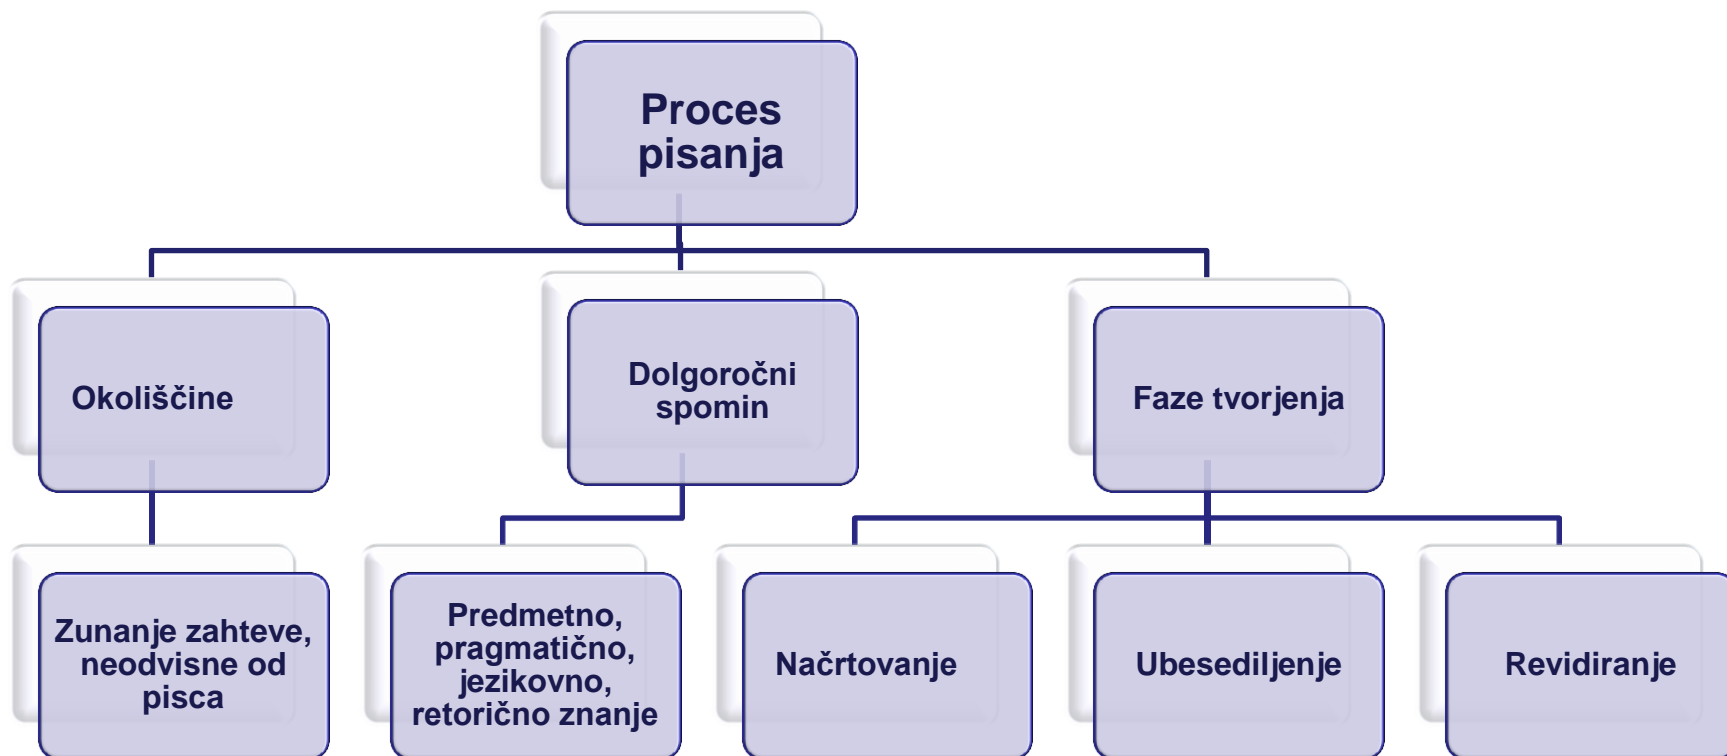 Proces
pisanja
Okoliščine
Dolgoročni
spomin
Faze tvorjenja
Zunanje zahteve,
neodvisne od
pisca
Predmetno,
pragmatično,
jezikovno,
retorično znanje
Načrtovanje
Ubesediljenje
Revidiranje